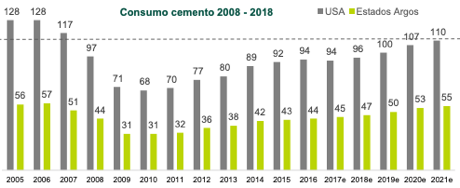 Consumo cemento 2008 - 2018
USA
Estados Argos
128 128 117 97 71 68 70 77 80 89 92 94 94 96 100 107 110
56 57 51 44 31 31 32 36 38 42 43 44 45 47 50 53 55
2005 2006 2007 2008 2009 2010 2011 2012 2013 2014 2015 2016 2017e 2018e 2019e 2020e 2021e